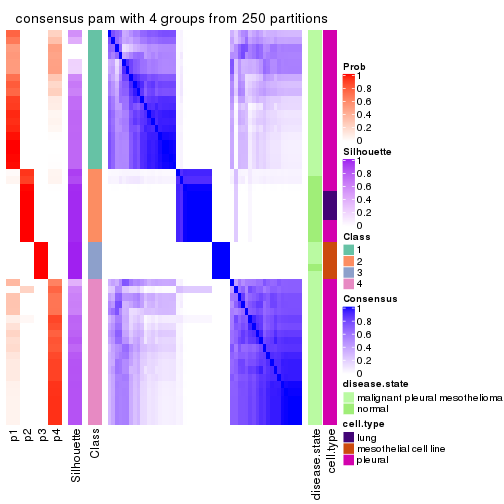 consensus pam with 4 groups from 250 partitions
Prob
1
0.8
0.6
0.4
0.2
0
Silhouette
1
0.8
0.6
0.4
0.2
0
Class
1
2
3
4
Consensus
1
0.8
0.6
0.4
0.2
0
disease.state
malignant pleural mesothelioma
normal
cell.type
lung
mesothelial cell line
pleural
p1
p2
p3
p4
Silhouette
Class
disease.state
cell.type